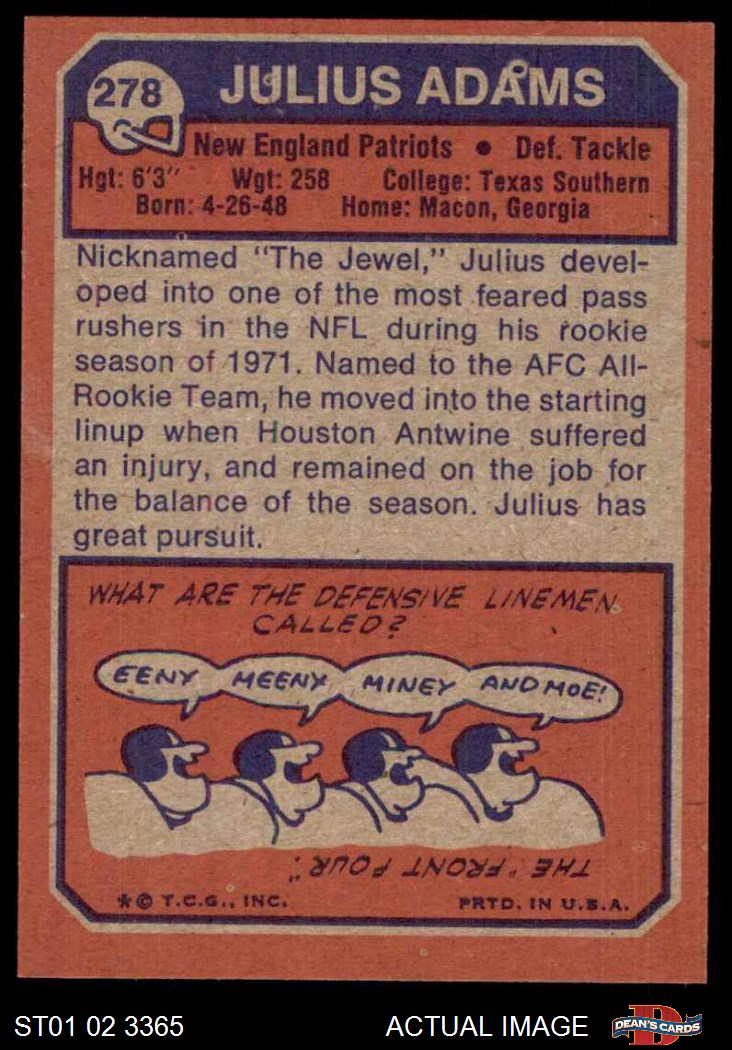 278
JULIUS ADAMS
New England Patriots • Def. Tackle
Hgt: 6'3" Wgt: 258 College: Texas Southern
Born: 4-26-48 Home: Macon, Georgia
Nicknamed "The Jewel," Julius devel-
oped into one of the most feared pass
rushers in the NFL during his rookie
season of 1971. Named to the AFC All-
Rookie Team, he moved into the starting
linup when Houston Antwine suffered
an injury, and remained on the job for
the balance of the season. Julius has
great pursuit.
WHAT ARE THE DEFENSIVE LINEMEN
CALLED?
EENY MEENY MINEY AND MOE!
THE "FRONT FOUR".
*© T.C.G., INC. PRTD. IN U.S.A.
ST01 02 3365 ACTUAL IMAGE D DEAN'S CARDS